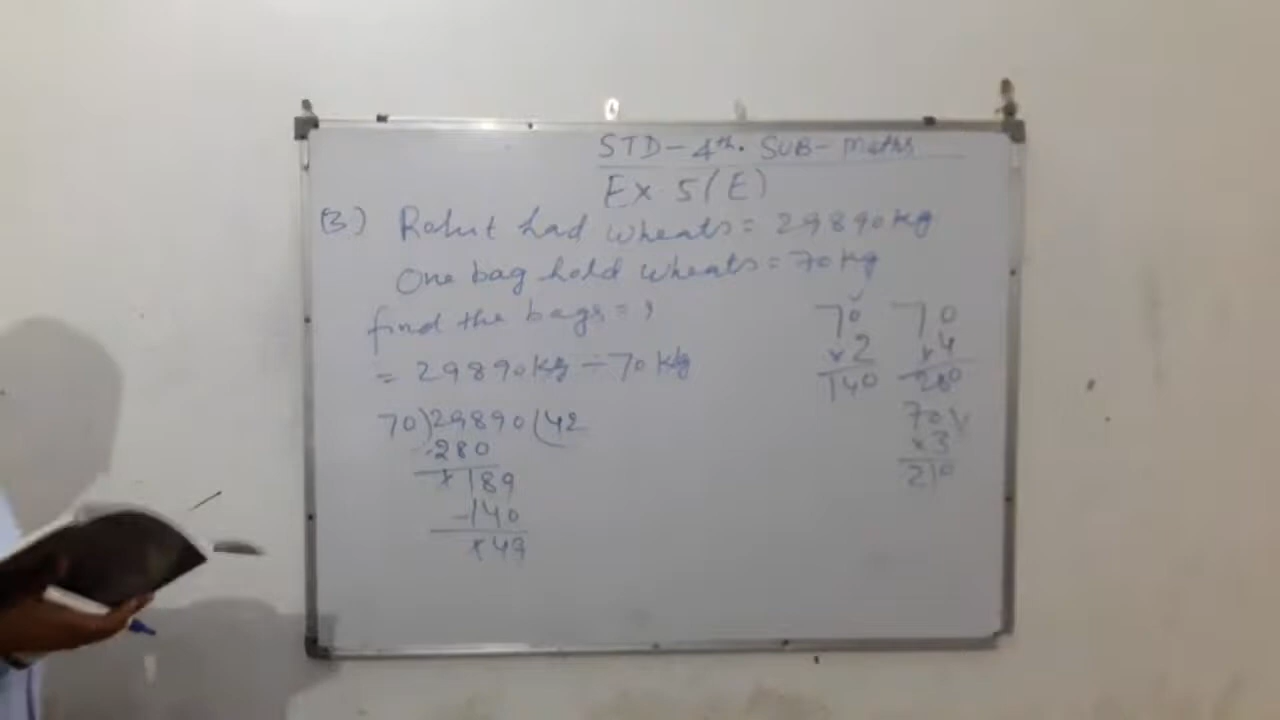 STD-4th. SUB-Maths
Ex 5(E)
(3) Rohit had wheats = 29890 kg
One bag hold wheats = 70 kg
find the bags = ?
= 29890 kg ÷ 70 kg
70)29890(42
-280
×189
-140
×49
70
×2
140
70
×4
280
70
×3
210